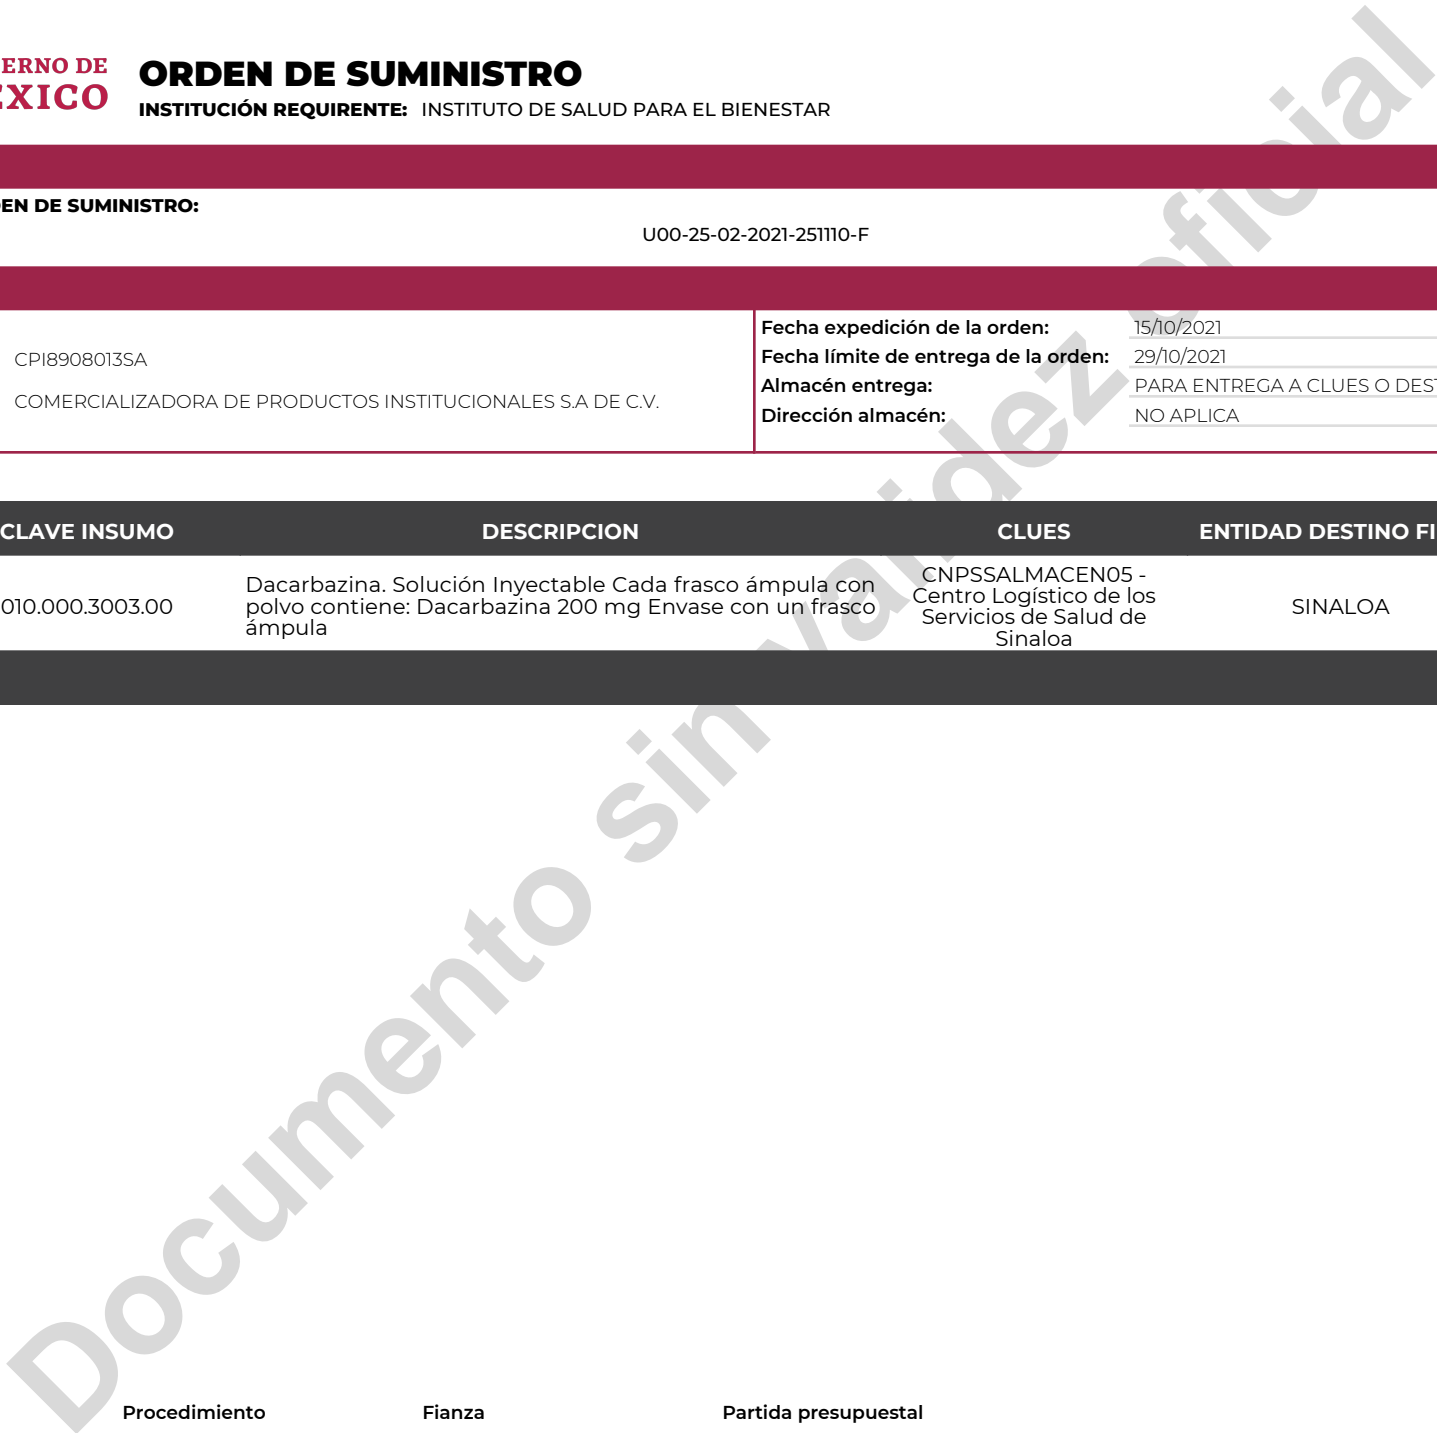 ERNO DE
EXICO
ORDEN DE SUMINISTRO
INSTITUCIÓN REQUIRENTE: INSTITUTO DE SALUD PARA EL BIENESTAR
EN DE SUMINISTRO:
U00-25-02-2021-251110-F
CPI8908013SA
COMERCIALIZADORA DE PRODUCTOS INSTITUCIONALES S.A DE C.V.
Fecha expedición de la orden: 15/10/2021
Fecha límite de entrega de la orden: 29/10/2021
Almacén entrega: PARA ENTREGA A CLUES O DEST
Dirección almacén: NO APLICA
CLAVE INSUMO DESCRIPCION CLUES ENTIDAD DESTINO FI
010.000.3003.00
Dacarbazina. Solución Inyectable Cada frasco ámpula con
polvo contiene: Dacarbazina 200 mg Envase con un frasco
ámpula
CNPSSALMACEN05 -
Centro Logístico de los
Servicios de Salud de
Sinaloa
SINALOA
Documento sin validez oficial
Procedimiento Fianza Partida presupuestal